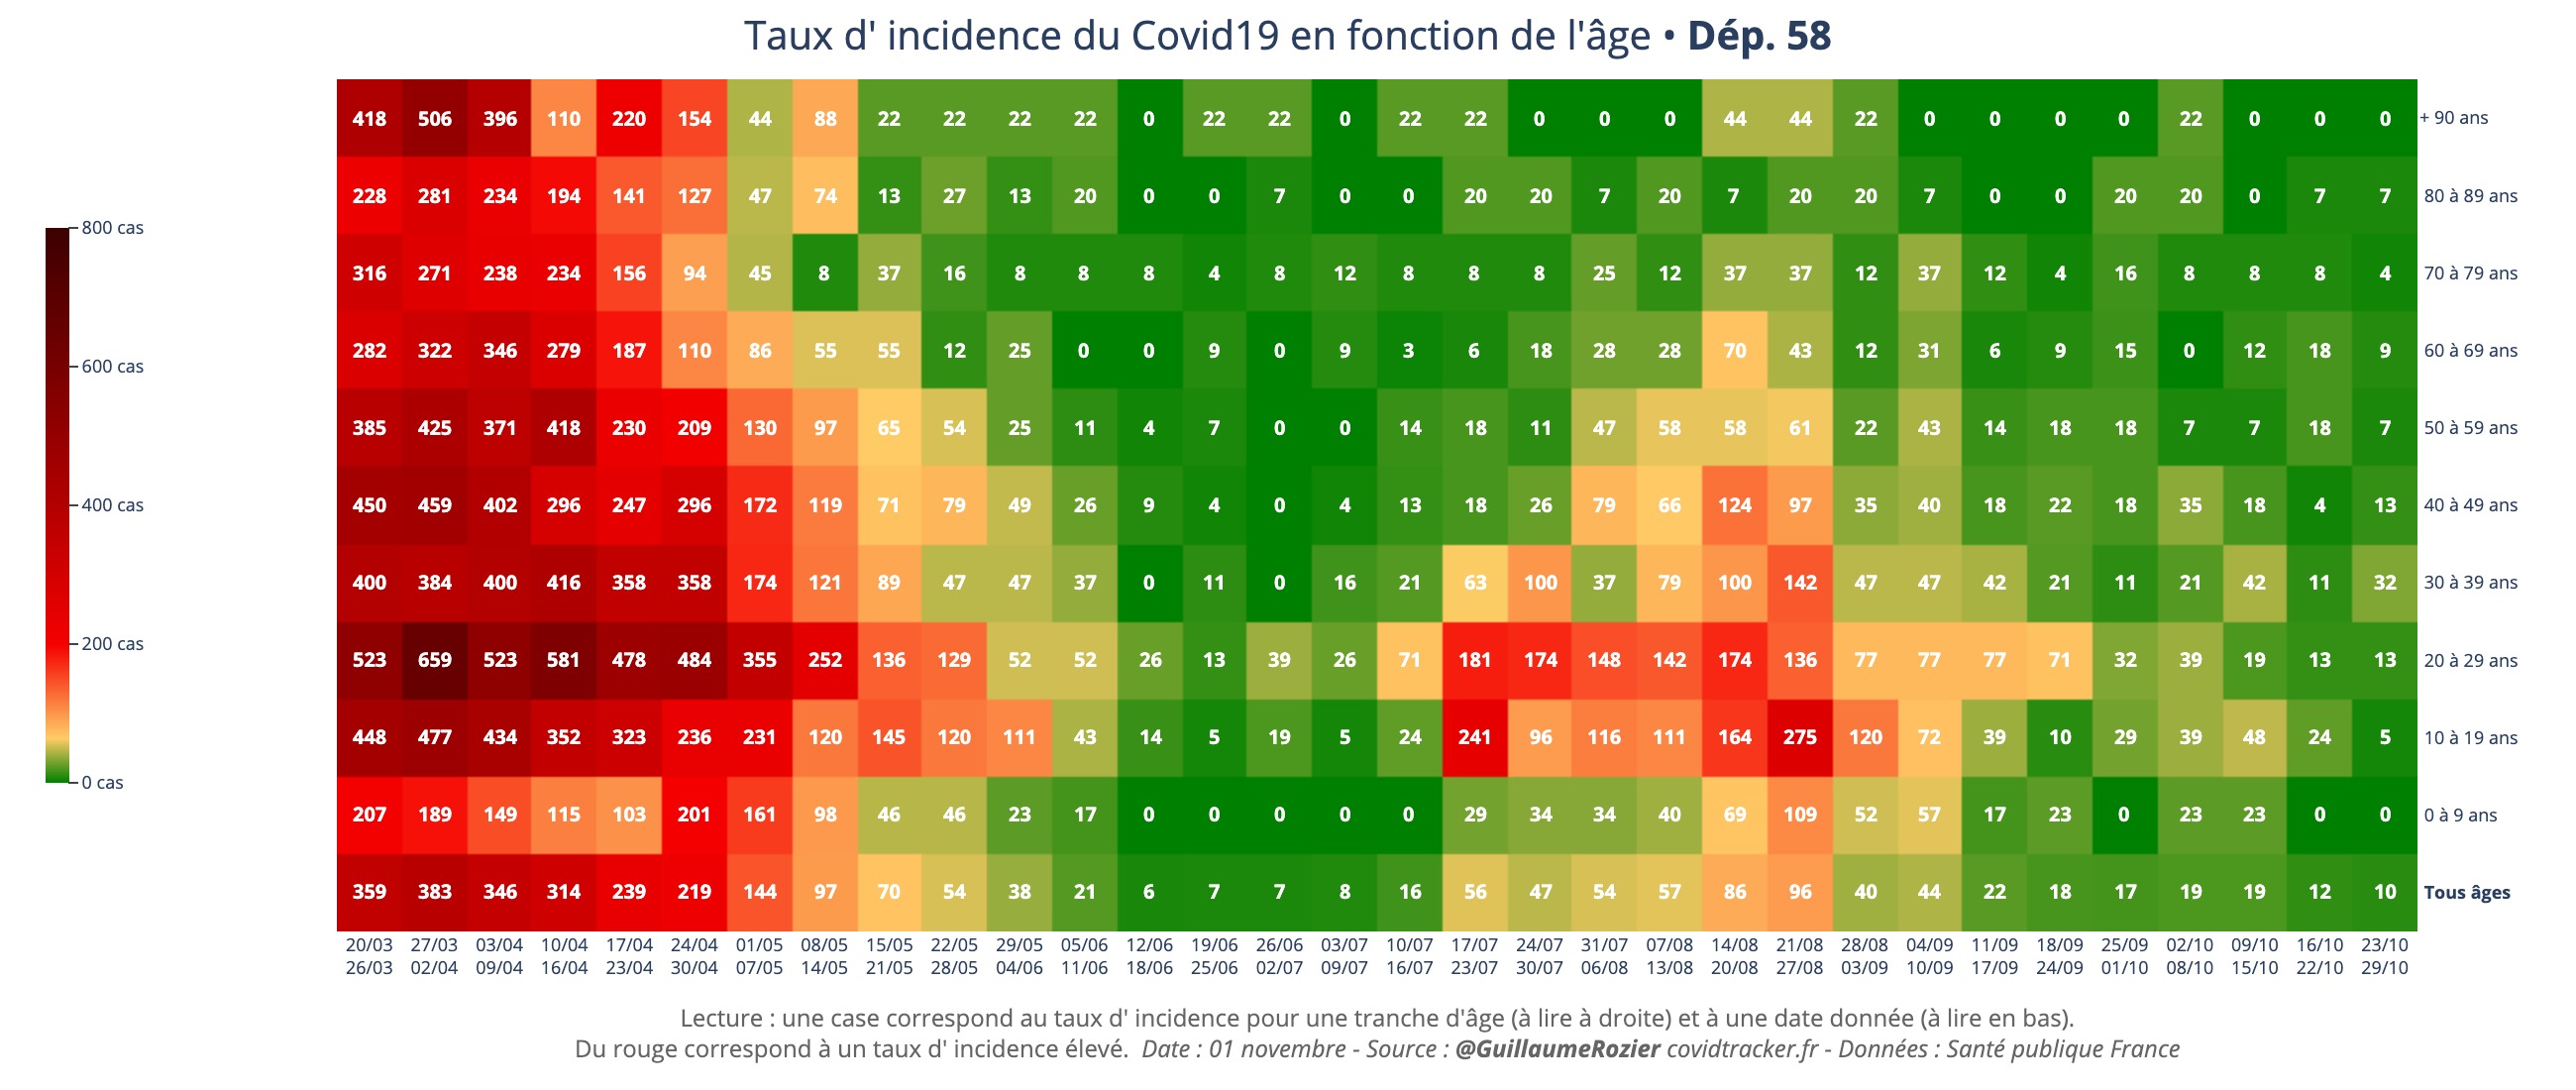 Taux d' incidence du Covid19 en fonction de l'âge • Dép. 58
418 506 396 110 220 154 44 88 22 22 22 22 0 22 22 0 22 22 0 0 0 44 44 22 0 0 0 0 22 0 0 0 + 90 ans
228 281 234 194 141 127 47 74 13 27 13 20 0 0 7 0 0 20 20 7 20 7 20 20 7 0 0 20 20 0 7 7 80 à 89 ans
800 cas
316 271 238 234 156 94 45 8 37 16 8 8 8 4 8 12 8 8 8 25 12 37 37 12 37 12 4 16 8 8 8 4 70 à 79 ans
282 322 346 279 187 110 86 55 55 12 25 0 0 9 0 9 3 6 18 28 28 70 43 12 31 6 9 15 0 12 18 9 60 à 69 ans
600 cas
385 425 371 418 230 209 130 97 65 54 25 11 4 7 0 0 14 18 11 47 58 58 61 22 43 14 18 18 7 7 18 7 50 à 59 ans
400 cas
450 459 402 296 247 296 172 119 71 79 49 26 9 4 0 4 13 18 26 79 66 124 97 35 40 18 22 18 35 18 4 13 40 à 49 ans
400 384 400 416 358 358 174 121 89 47 47 37 0 11 0 16 21 63 100 37 79 100 142 47 47 42 21 11 21 42 11 32 30 à 39 ans
200 cas
523 659 523 581 478 484 355 252 136 129 52 52 26 13 39 26 71 181 174 148 142 174 136 77 77 77 71 32 39 19 13 13 20 à 29 ans
448 477 434 352 323 236 231 120 145 120 111 43 14 5 19 5 24 241 96 116 111 164 275 120 72 39 10 29 39 48 24 5 10 à 19 ans
0 cas
207 189 149 115 103 201 161 98 46 46 23 17 0 0 0 0 0 29 34 34 40 69 109 52 57 17 23 0 23 23 0 0 0 à 9 ans
359 383 346 314 239 219 144 97 70 54 38 21 6 7 7 8 16 56 47 54 57 86 96 40 44 22 18 17 19 19 12 10 Tous âges
20/03 27/03 03/04 10/04 17/04 24/04 01/05 08/05 15/05 22/05 29/05 05/06 12/06 19/06 26/06 03/07 10/07 17/07 24/07 31/07 07/08 14/08 21/08 28/08 04/09 11/09 18/09 25/09 02/10 09/10 16/10 23/10
26/03 02/04 09/04 16/04 23/04 30/04 07/05 14/05 21/05 28/05 04/06 11/06 18/06 25/06 02/07 09/07 16/07 23/07 30/07 06/08 13/08 20/08 27/08 03/09 10/09 17/09 24/09 01/10 08/10 15/10 22/10 29/10
Lecture : une case correspond au taux d' incidence pour une tranche d'âge (à lire à droite) et à une date donnée (à lire en bas).
Du rouge correspond à un taux d' incidence élevé. Date : 01 novembre - Source : @GuillaumeRozier covidtracker.fr - Données : Santé publique France